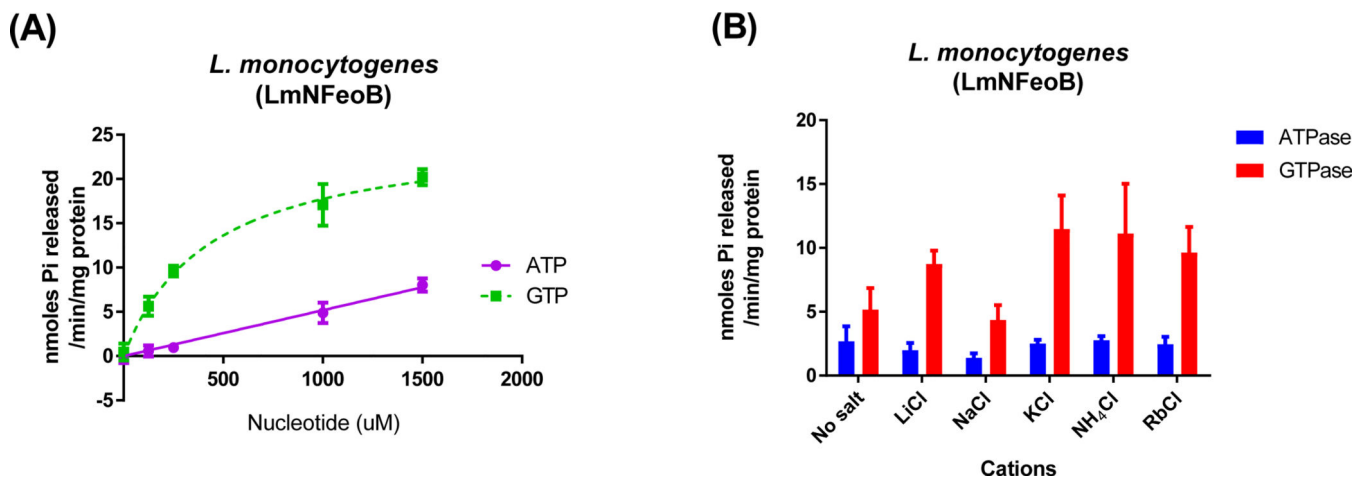 (A)
L. monocytogenes
(LmNFeoB)
nmoles Pi released
/min/mg protein
25
20
15
10
5
0
-5
500
1000
1500
2000
Nucleotide (uM)
ATP
GTP
(B)
L. monocytogenes
(LmNFeoB)
nmoles Pi released
/min/mg protein
20
15
10
5
0
No salt
LiCl
NaCl
KCl
NH₄Cl
RbCl
Cations
ATPase
GTPase